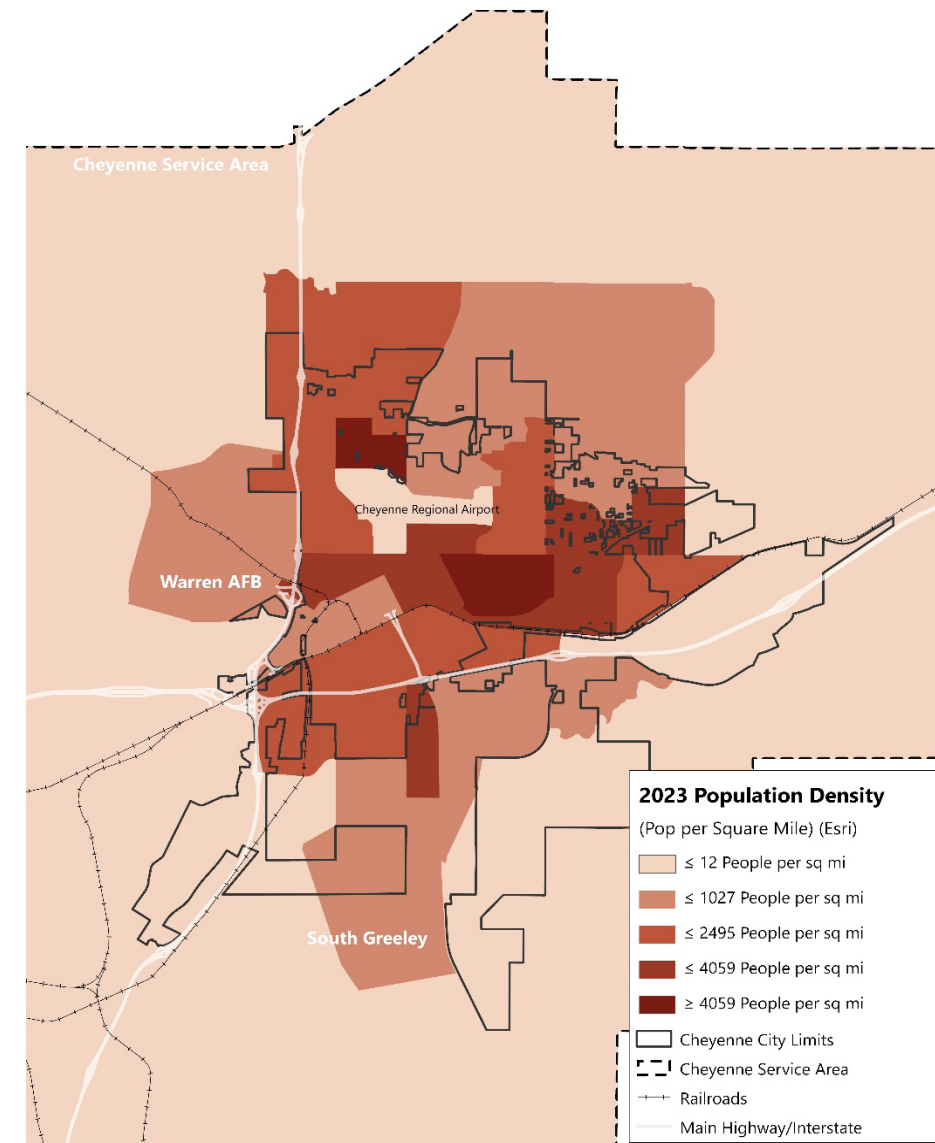 Cheyenne Service Area
Cheyenne Regional Airport
Warren AFB
South Greeley
2023 Population Density
(Pop per Square Mile) (Esri)
≤ 12 People per sq mi
≤ 1027 People per sq mi
≤ 2495 People per sq mi
≤ 4059 People per sq mi
≥ 4059 People per sq mi
Cheyenne City Limits
Cheyenne Service Area
Railroads
Main Highway/Interstate